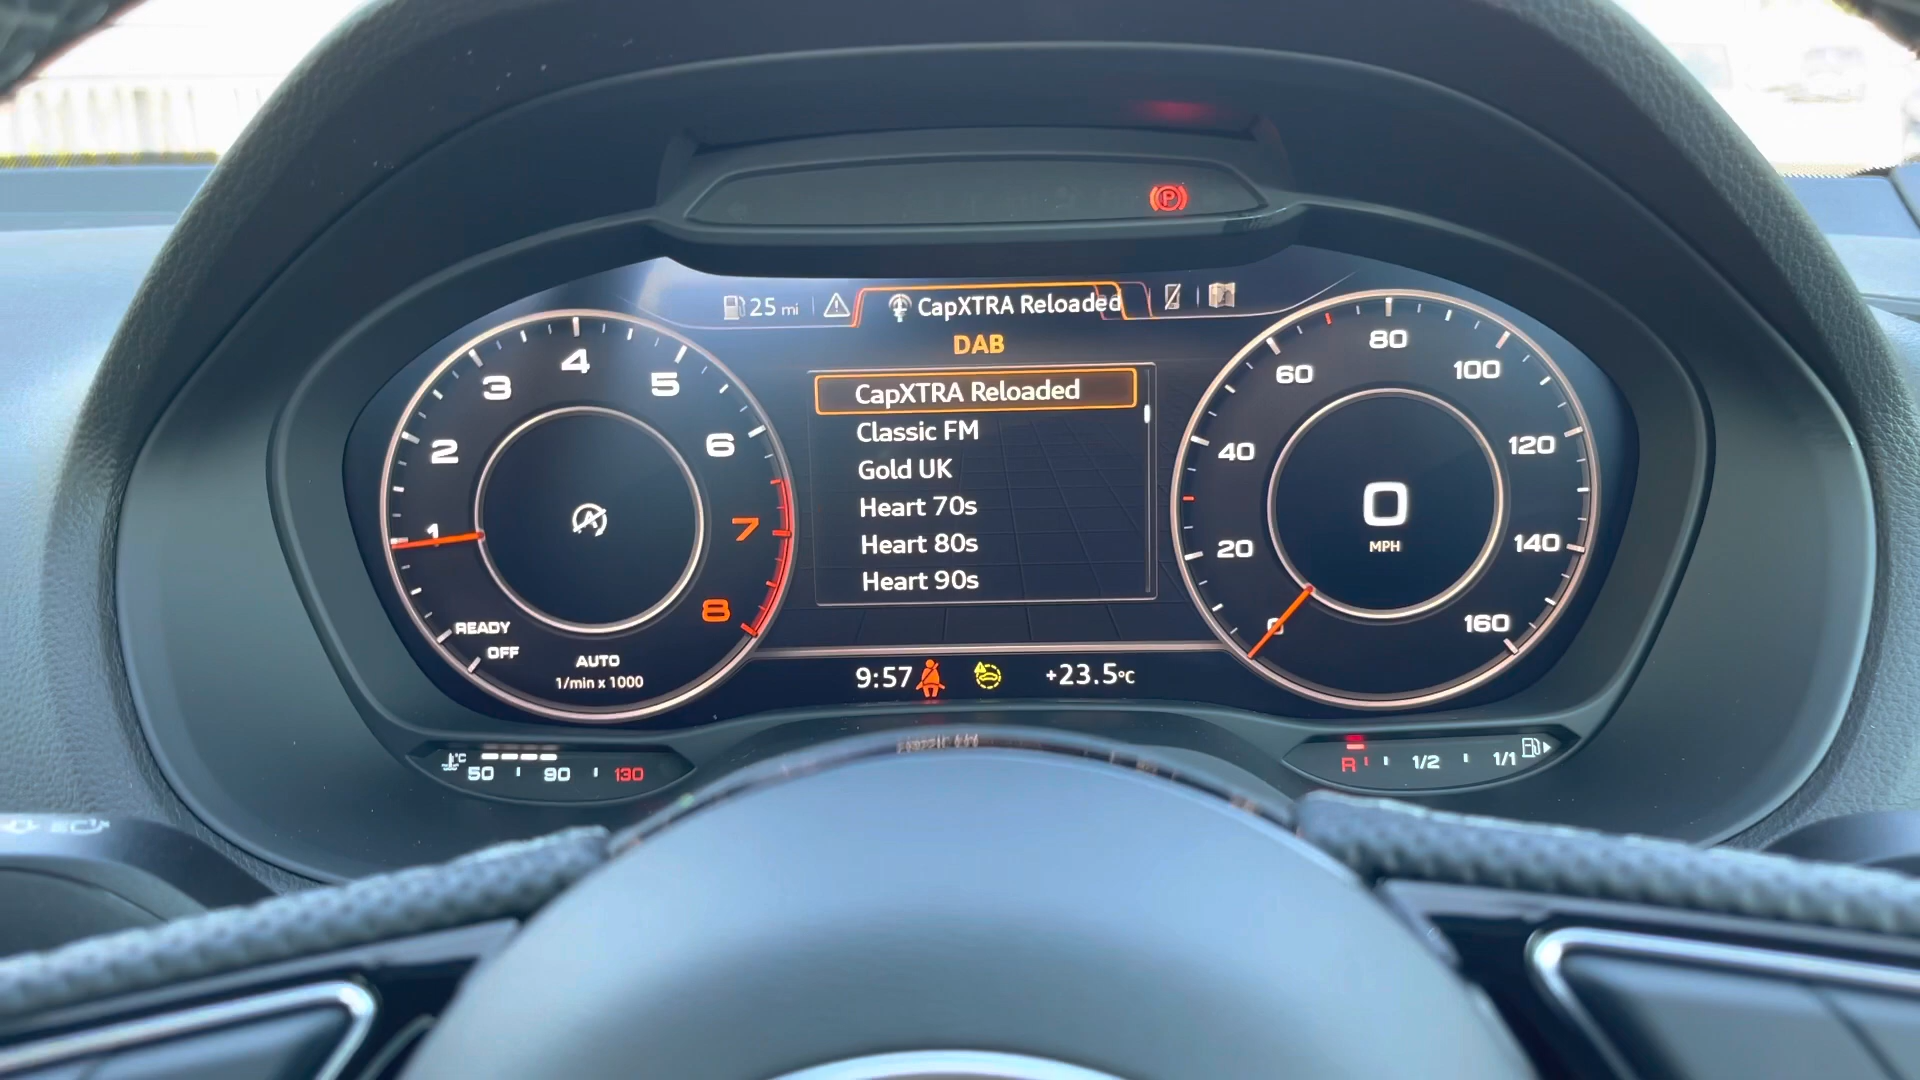 P
25 mi
CapXTRA Reloaded
DAB
CapXTRA Reloaded
Classic FM
Gold UK
Heart 70s
Heart 80s
Heart 90s
1 2 3 4 5 6 7 8
READY
OFF
AUTO
1/min x 1000
A
0 20 40 60 80 100 120 140 160
0
MPH
9:57
+23.5°C
°C
50 90 130
R 1/2 1/1